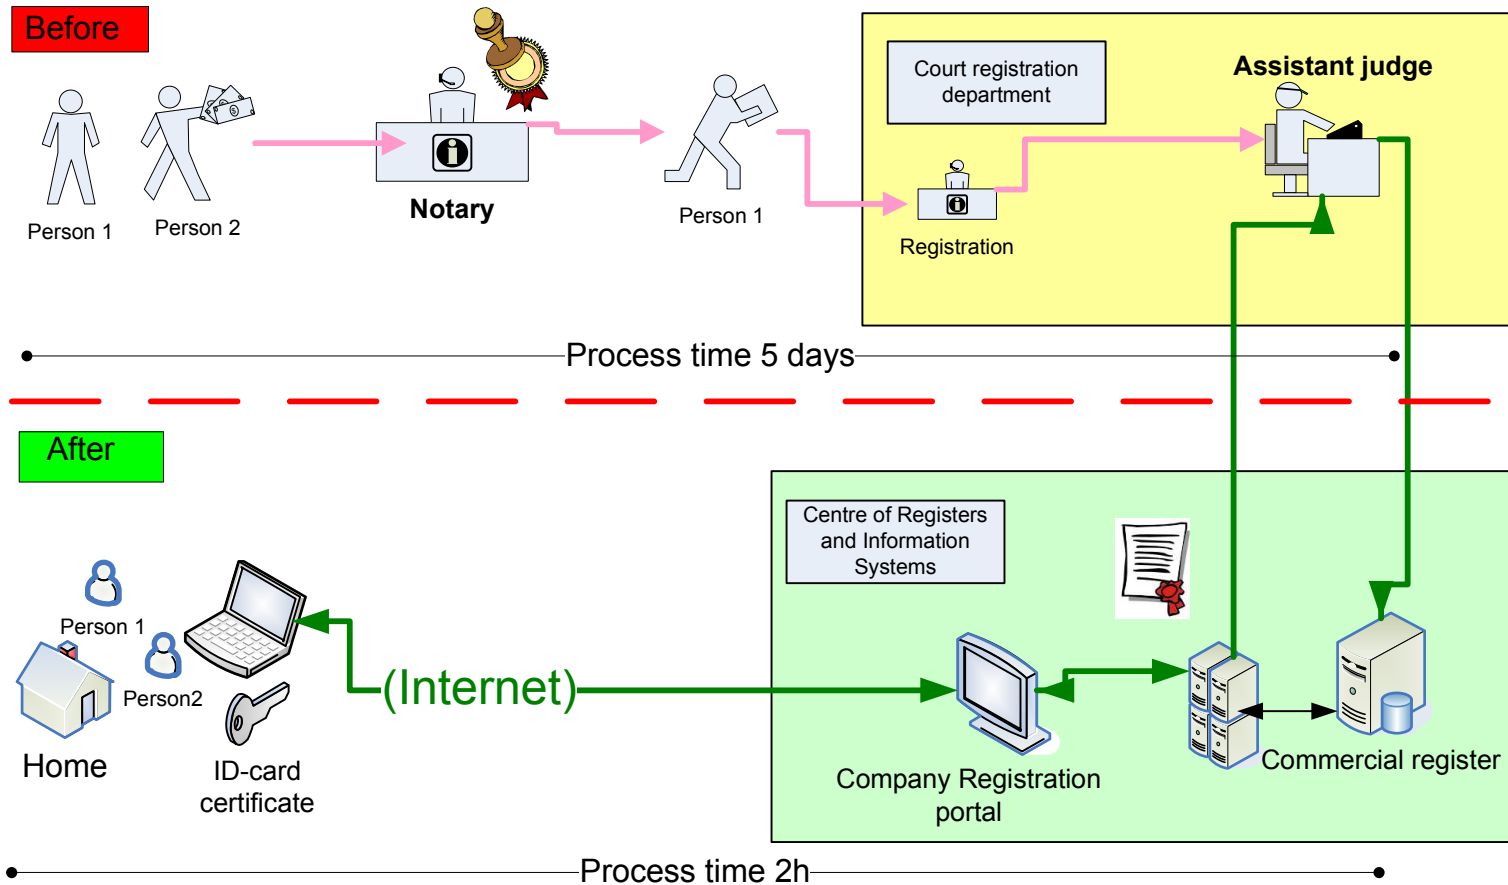 Before
Court registration
department
Assistant judge
Person 1
Person 2
Notary
Person 1
Registration
Process time 5 days
After
Centre of Registers
and Information
Systems
Person 1
Person2
(Internet)
Home
ID-card
certificate
Company Registration
portal
Commercial register
Process time 2h